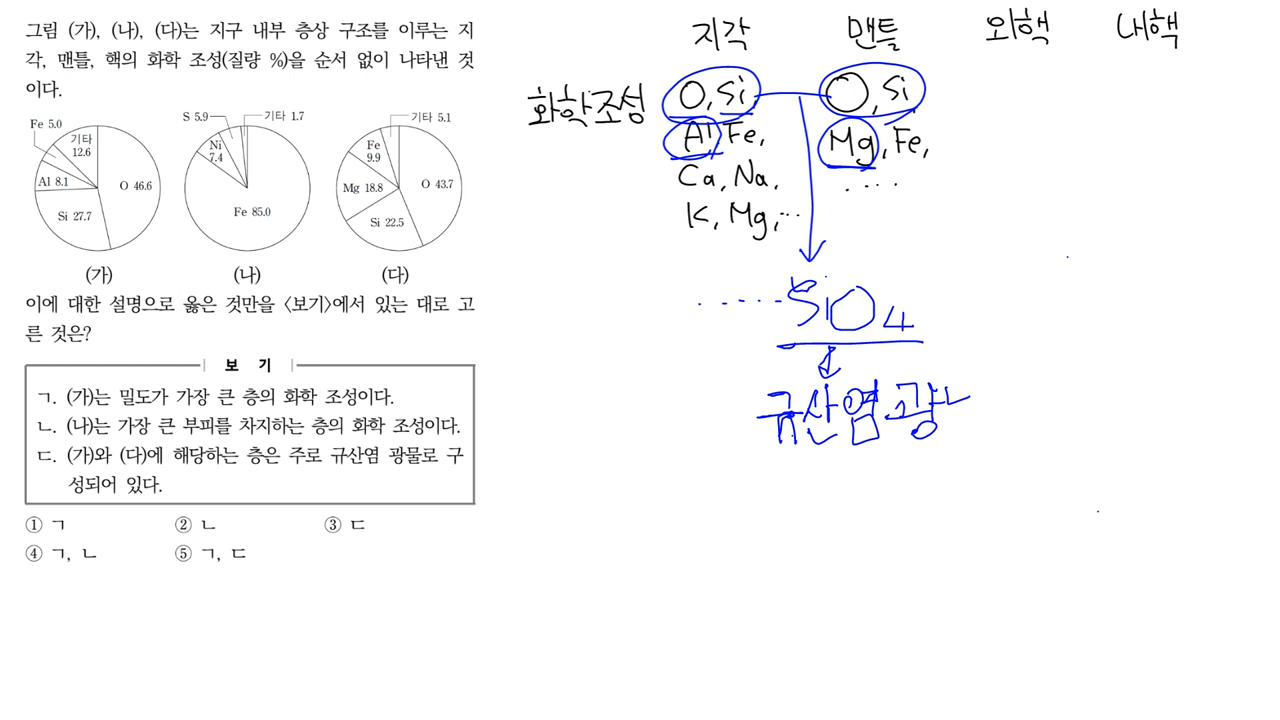 그림 (가), (나), (다)는 지구 내부 층상 구조를 이루는 지
각, 맨틀, 핵의 화학 조성(질량 %)을 순서 없이 나타낸 것
이다.
Fe 5.0
기타
12.6
Al 8.1
O 46.6
Si 27.7
(가)
S 5.9
기타 1.7
Ni
7.4
Fe 85.0
(나)
기타 5.1
Fe
9.9
Mg 18.8
O 43.7
Si 22.5
(다)
이에 대한 설명으로 옳은 것만을 〈보기〉에서 있는 대로 고
른 것은?
보 기
ㄱ. (가)는 밀도가 가장 큰 층의 화학 조성이다.
ㄴ. (나)는 가장 큰 부피를 차지하는 층의 화학 조성이다.
ㄷ. (가)와 (다)에 해당하는 층은 주로 규산염 광물로 구
성되어 있다.
① ㄱ ② ㄴ ③ ㄷ
④ ㄱ, ㄴ ⑤ ㄱ, ㄷ
지각 맨틀 외핵 내핵
화학조성 O, Si, O, Si
Al, Fe, Mg, Fe,
Ca, Na, ....
K, Mg, ...
.....SiO4
규산염 광